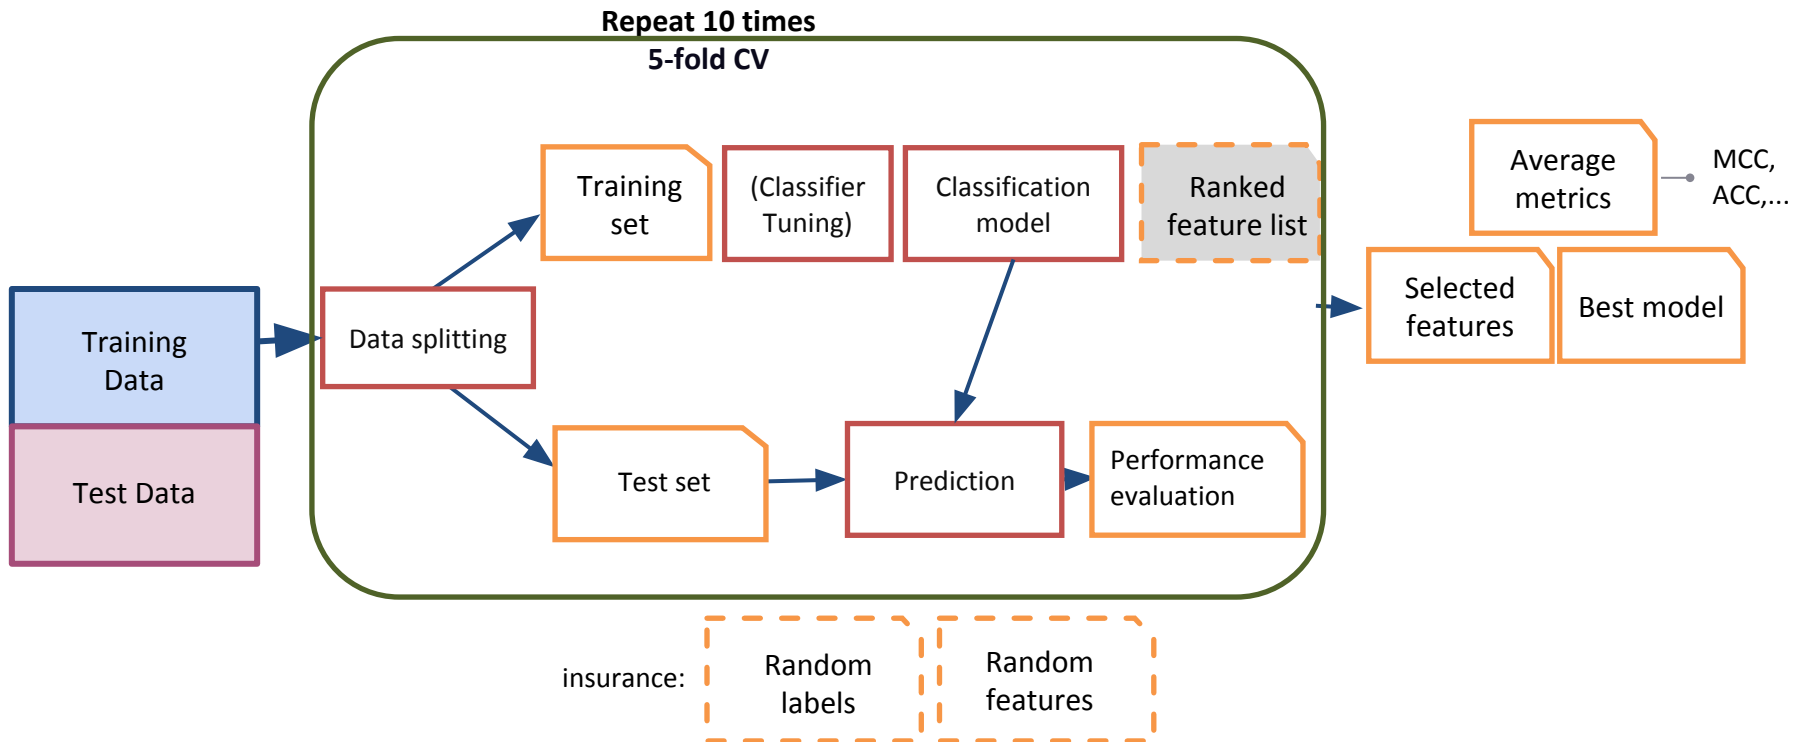 Repeat 10 times
5-fold CV
Training
set
(Classifier
Tuning)
Classification
model
Ranked
feature list
Average
metrics
MCC,
ACC,...
Training
Data
Data splitting
Selected
features
Best model
Test Data
Test set
Prediction
Performance
evaluation
insurance:
Random
labels
Random
features